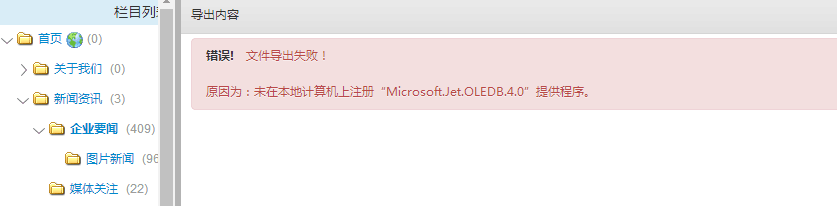 栏目列
首页 (0)
关于我们 (0)
新闻资讯 (3)
企业要闻 (409)
图片新闻 (96
媒体关注 (22)
导出内容
错误! 文件导出失败！
原因为：未在本地计算机上注册“Microsoft.Jet.OLEDB.4.0”提供程序。